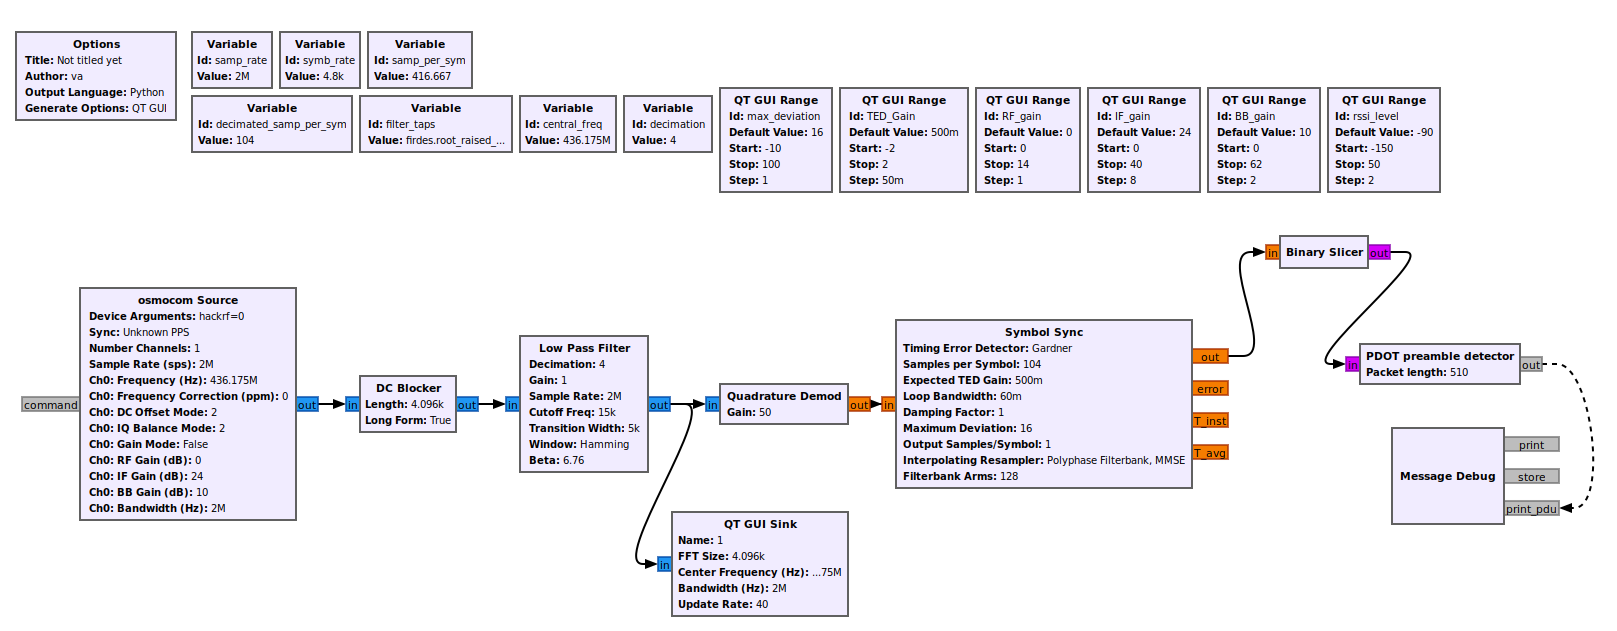 Options
Title: Not titled yet
Author: va
Output Language: Python
Generate Options: QT GUI
Variable
Id: samp_rate
Value: 2M
Variable
Id: symb_rate
Value: 4.8k
Variable
Id: samp_per_sym
Value: 416.667
Variable
Id: decimated_samp_per_sym
Value: 104
Variable
Id: filter_taps
Value: firdes.root_raised_...
Variable
Id: central_freq
Value: 436.175M
Variable
Id: decimation
Value: 4
QT GUI Range
Id: max_deviation
Default Value: 16
Start: -10
Stop: 100
Step: 1
QT GUI Range
Id: TED_Gain
Default Value: 500m
Start: -2
Stop: 2
Step: 50m
QT GUI Range
Id: RF_gain
Default Value: 0
Start: 0
Stop: 14
Step: 1
QT GUI Range
Id: IF_gain
Default Value: 24
Start: 0
Stop: 40
Step: 8
QT GUI Range
Id: BB_gain
Default Value: 10
Start: 0
Stop: 62
Step: 2
QT GUI Range
Id: rssi_level
Default Value: -90
Start: -150
Stop: 50
Step: 2
command
osmocom Source
Device Arguments: hackrf=0
Sync: Unknown PPS
Number Channels: 1
Sample Rate (sps): 2M
Ch0: Frequency (Hz): 436.175M
Ch0: Frequency Correction (ppm): 0
Ch0: DC Offset Mode: 2
Ch0: IQ Balance Mode: 2
Ch0: Gain Mode: False
Ch0: RF Gain (dB): 0
Ch0: IF Gain (dB): 24
Ch0: BB Gain (dB): 10
Ch0: Bandwidth (Hz): 2M
out
in
DC Blocker
Length: 4.096k
Long Form: True
out
in
Low Pass Filter
Decimation: 4
Gain: 1
Sample Rate: 2M
Cutoff Freq: 15k
Transition Width: 5k
Window: Hamming
Beta: 6.76
out
in
Quadrature Demod
Gain: 50
out
in
QT GUI Sink
Name: 1
FFT Size: 4.096k
Center Frequency (Hz): ...75M
Bandwidth (Hz): 2M
Update Rate: 40
in
Symbol Sync
Timing Error Detector: Gardner
Samples per Symbol: 104
Expected TED Gain: 500m
Loop Bandwidth: 60m
Damping Factor: 1
Maximum Deviation: 16
Output Samples/Symbol: 1
Interpolating Resampler: Polyphase Filterbank, MMSE
Filterbank Arms: 128
out
error
T_inst
T_avg
in
Binary Slicer
out
in
PDOT preamble detector
Packet length: 510
out
Message Debug
print
store
print_pdu